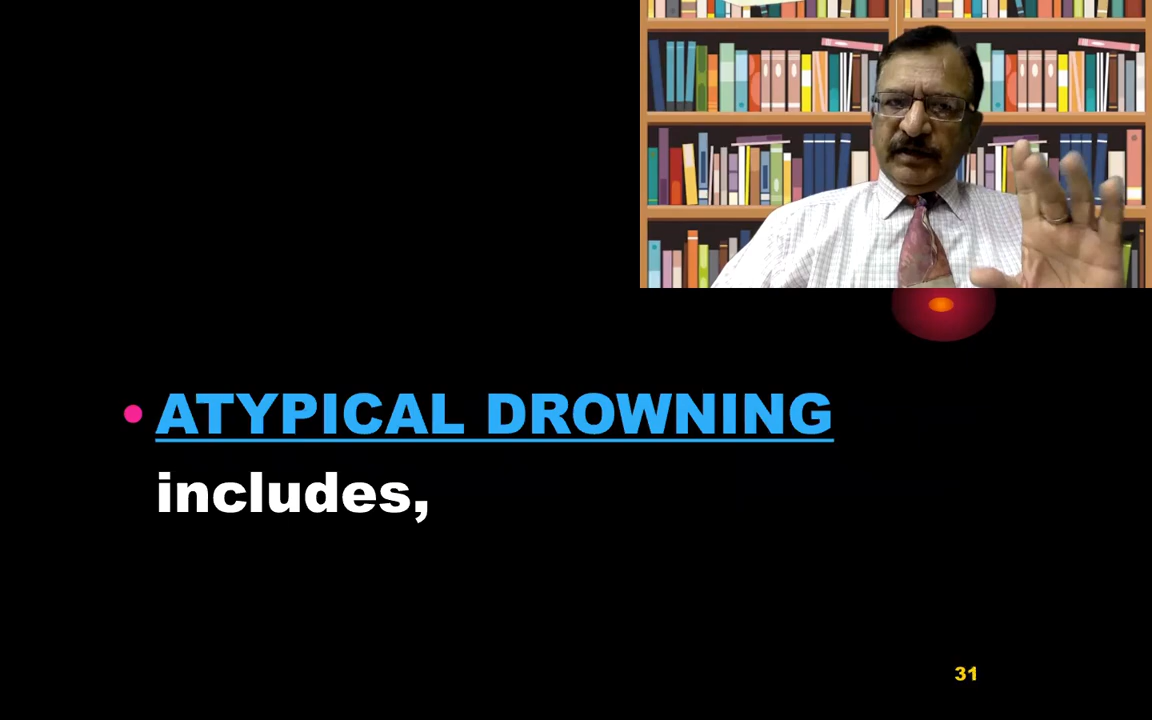 • ATYPICAL DROWNING
includes,
31